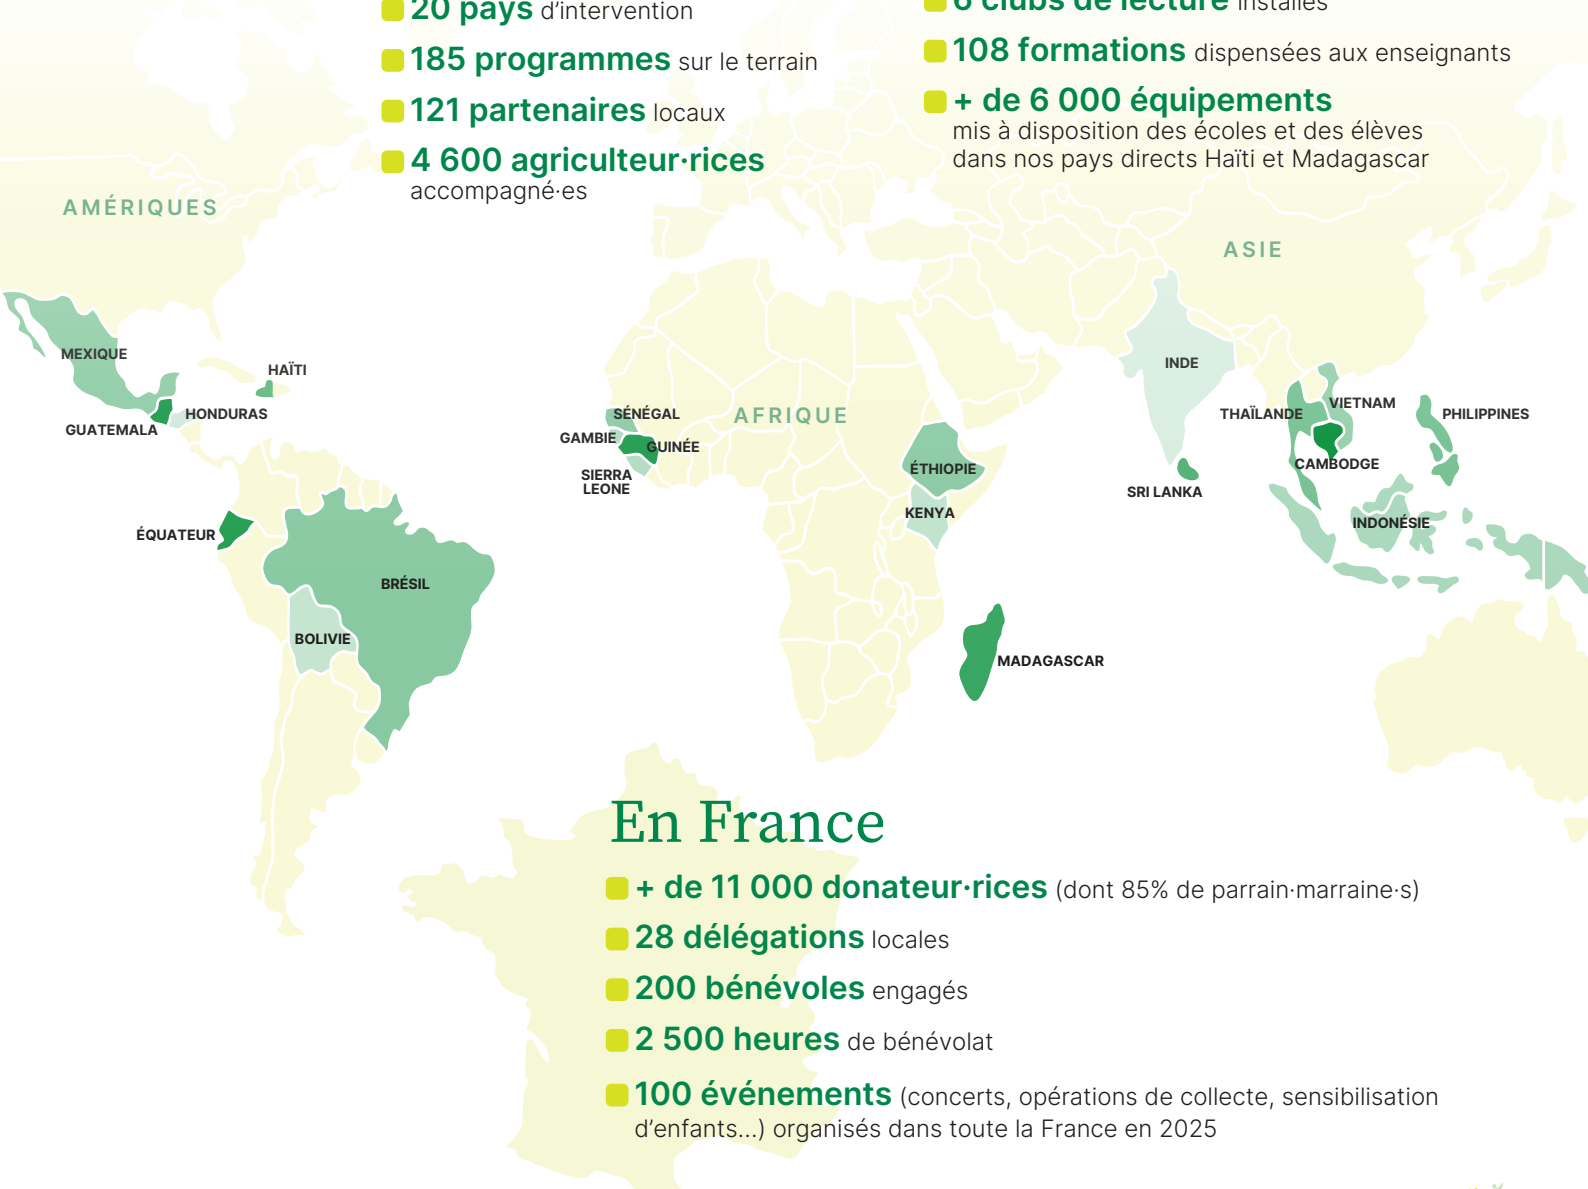 20 pays d’intervention
185 programmes sur le terrain
121 partenaires locaux
4 600 agriculteur·rices
accompagné·es
6 clubs de lecture installés
108 formations dispensées aux enseignants
+ de 6 000 équipements
mis à disposition des écoles et des élèves
dans nos pays directs Haïti et Madagascar
AMÉRIQUES
ASIE
AFRIQUE
MEXIQUE
HAÏTI
GUATEMALA
HONDURAS
ÉQUATEUR
BRÉSIL
BOLIVIE
SÉNÉGAL
GAMBIE
GUINÉE
SIERRA
LEONE
ÉTHIOPIE
KENYA
MADAGASCAR
INDE
SRI LANKA
THAÏLANDE
VIETNAM
CAMBODGE
PHILIPPINES
INDONÉSIE
En France
+ de 11 000 donateur·rices (dont 85% de parrain·marraine·s)
28 délégations locales
200 bénévoles engagés
2 500 heures de bénévolat
100 événements (concerts, opérations de collecte, sensibilisation
d’enfants...) organisés dans toute la France en 2025